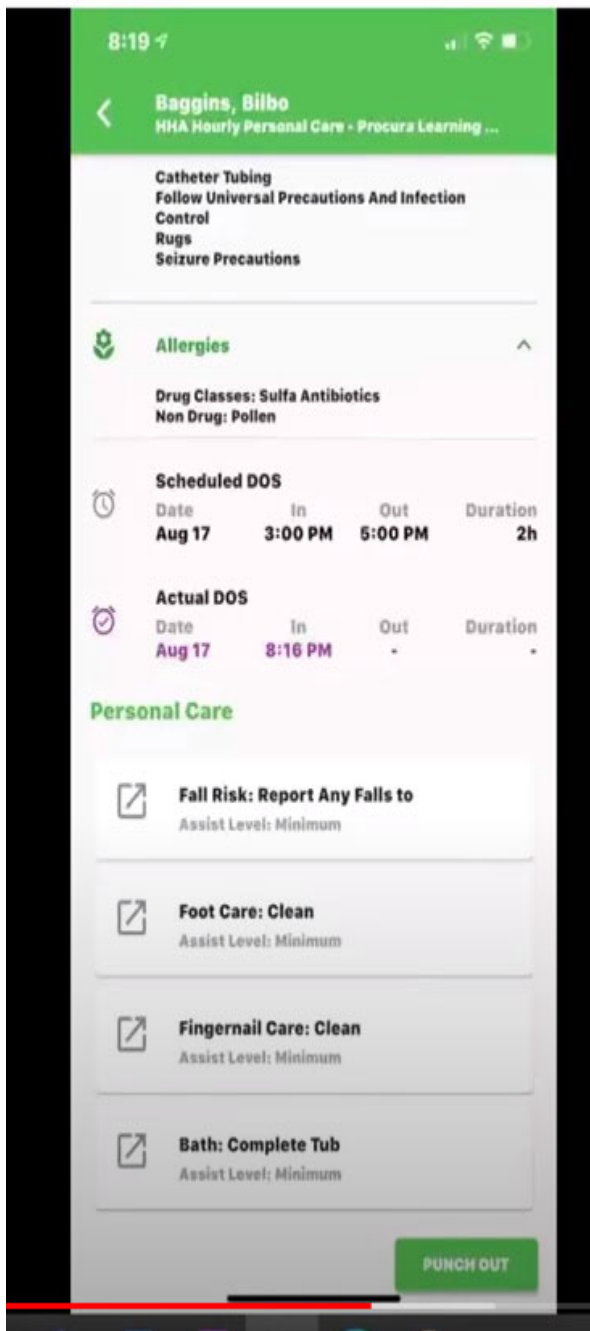 8:19
Baggins, Bilbo
HHA Hourly Personal Care - Procura Learning ...
Catheter Tubing
Follow Universal Precautions And Infection
Control
Rugs
Seizure Precautions
Allergies
Drug Classes: Sulfa Antibiotics
Non Drug: Pollen
Scheduled DOS
Date In Out Duration
Aug 17 3:00 PM 5:00 PM 2h
Actual DOS
Date In Out Duration
Aug 17 8:16 PM - -
Personal Care
Fall Risk: Report Any Falls to
Assist Level: Minimum
Foot Care: Clean
Assist Level: Minimum
Fingernail Care: Clean
Assist Level: Minimum
Bath: Complete Tub
Assist Level: Minimum
PUNCH OUT